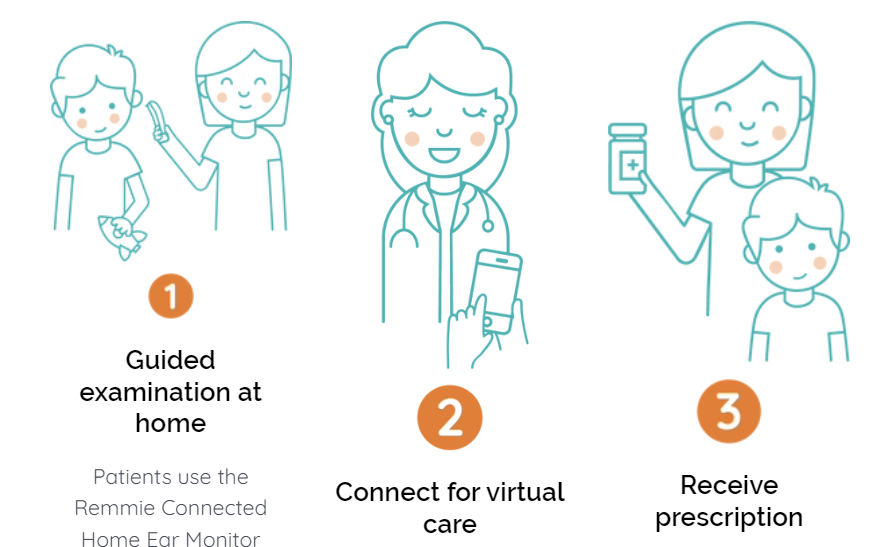 1
Guided
examination at
home
Patients use the
Remmie Connected
Home Ear Monitor
2
Connect for virtual
care
3
Receive
prescription